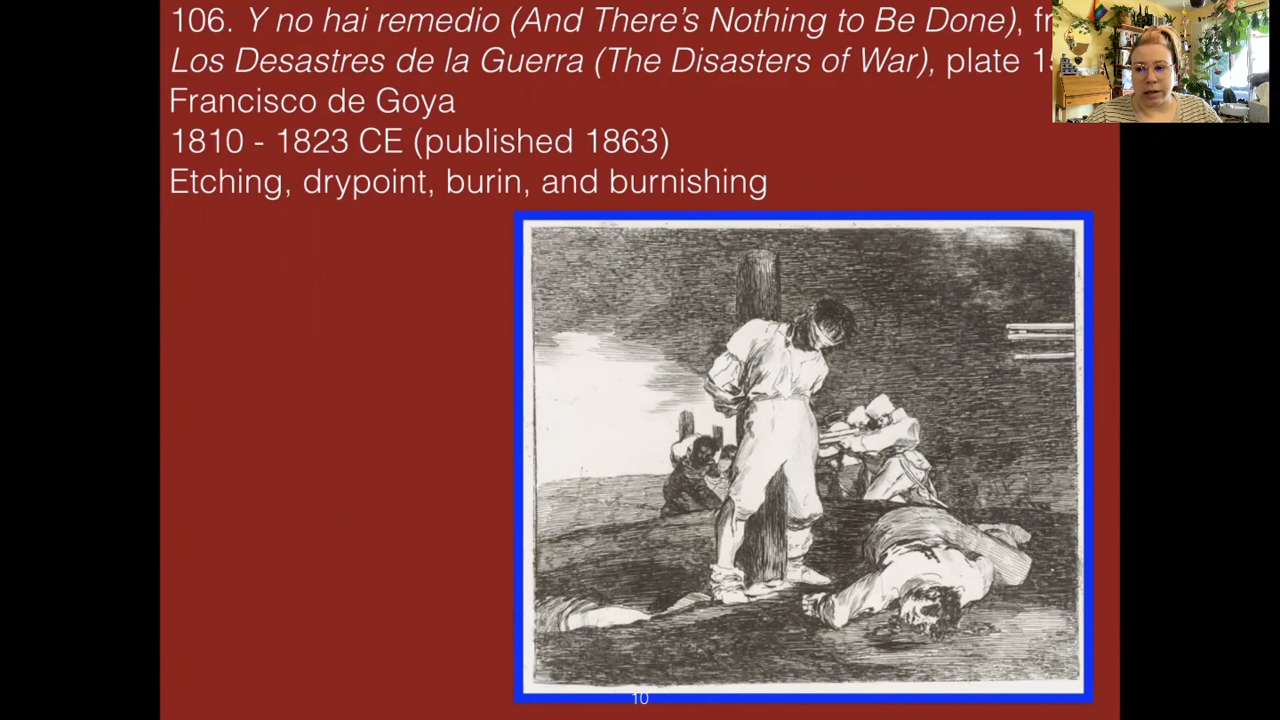 106. Y no hai remedio (And There’s Nothing to Be Done),
Los Desastres de la Guerra (The Disasters of War), plate
Francisco de Goya
1810 - 1823 CE (published 1863)
Etching, drypoint, burin, and burnishing
10